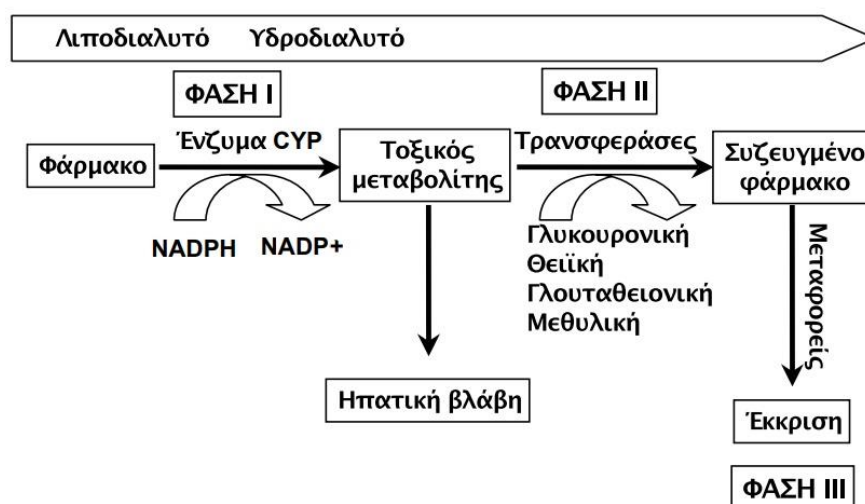 Λιποδιαλυτό Υδροδιαλυτό
ΦΑΣΗ Ι
ΦΑΣΗ ΙΙ
Φάρμακο
Ένζυμα CYP
Τοξικός
μεταβολίτης
Τρανσφεράσες
Συζευγμένο
φάρμακο
NADPH
NADP+
Γλυκουρονική
Θειϊκή
Γλουταθειονική
Μεθυλική
Μεταφορείς
Ηπατική βλάβη
Έκκριση
ΦΑΣΗ ΙΙΙ